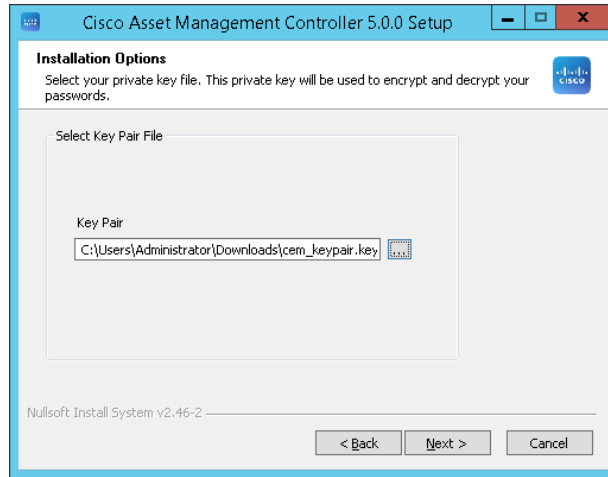 Cisco Asset Management Controller 5.0.0 Setup
Installation Options
Select your private key file. This private key will be used to encrypt and decrypt your
passwords.
cisco
Select Key Pair File
Key Pair
C:\Users\Administrator\Downloads\cem_keypair.key
...
Nullsoft Install System v2.46-2
< Back
Next >
Cancel